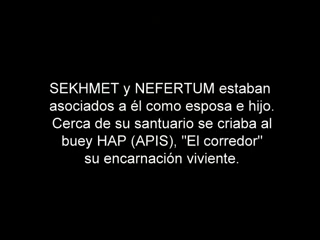 SEKHMET y NEFERTUM estaban
asociados a él como esposa e hijo.
Cerca de su santuario se criaba al
buey HAP (APIS), "El corredor"
su encarnación viviente.